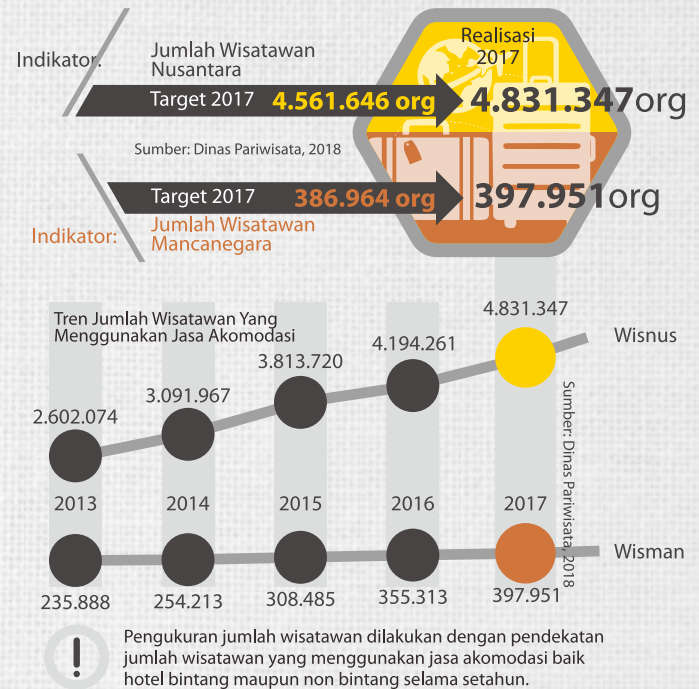 Indikator:
Jumlah Wisatawan
Nusantara
Realisasi
2017
Target 2017 4.561.646 org
4.831.347org
Sumber: Dinas Pariwisata, 2018
Target 2017 386.964 org
397.951org
Indikator:
Jumlah Wisatawan
Mancanegara
Tren Jumlah Wisatawan Yang
Menggunakan Jasa Akomodasi
2.602.074
3.091.967
3.813.720
4.194.261
4.831.347
Wisnus
2013
2014
2015
2016
2017
Sumber: Dinas Pariwisata, 2018
Wisman
235.888
254.213
308.485
355.313
397.951
!
Pengukuran jumlah wisatawan dilakukan dengan pendekatan
jumlah wisatawan yang menggunakan jasa akomodasi baik
hotel bintang maupun non bintang selama setahun.